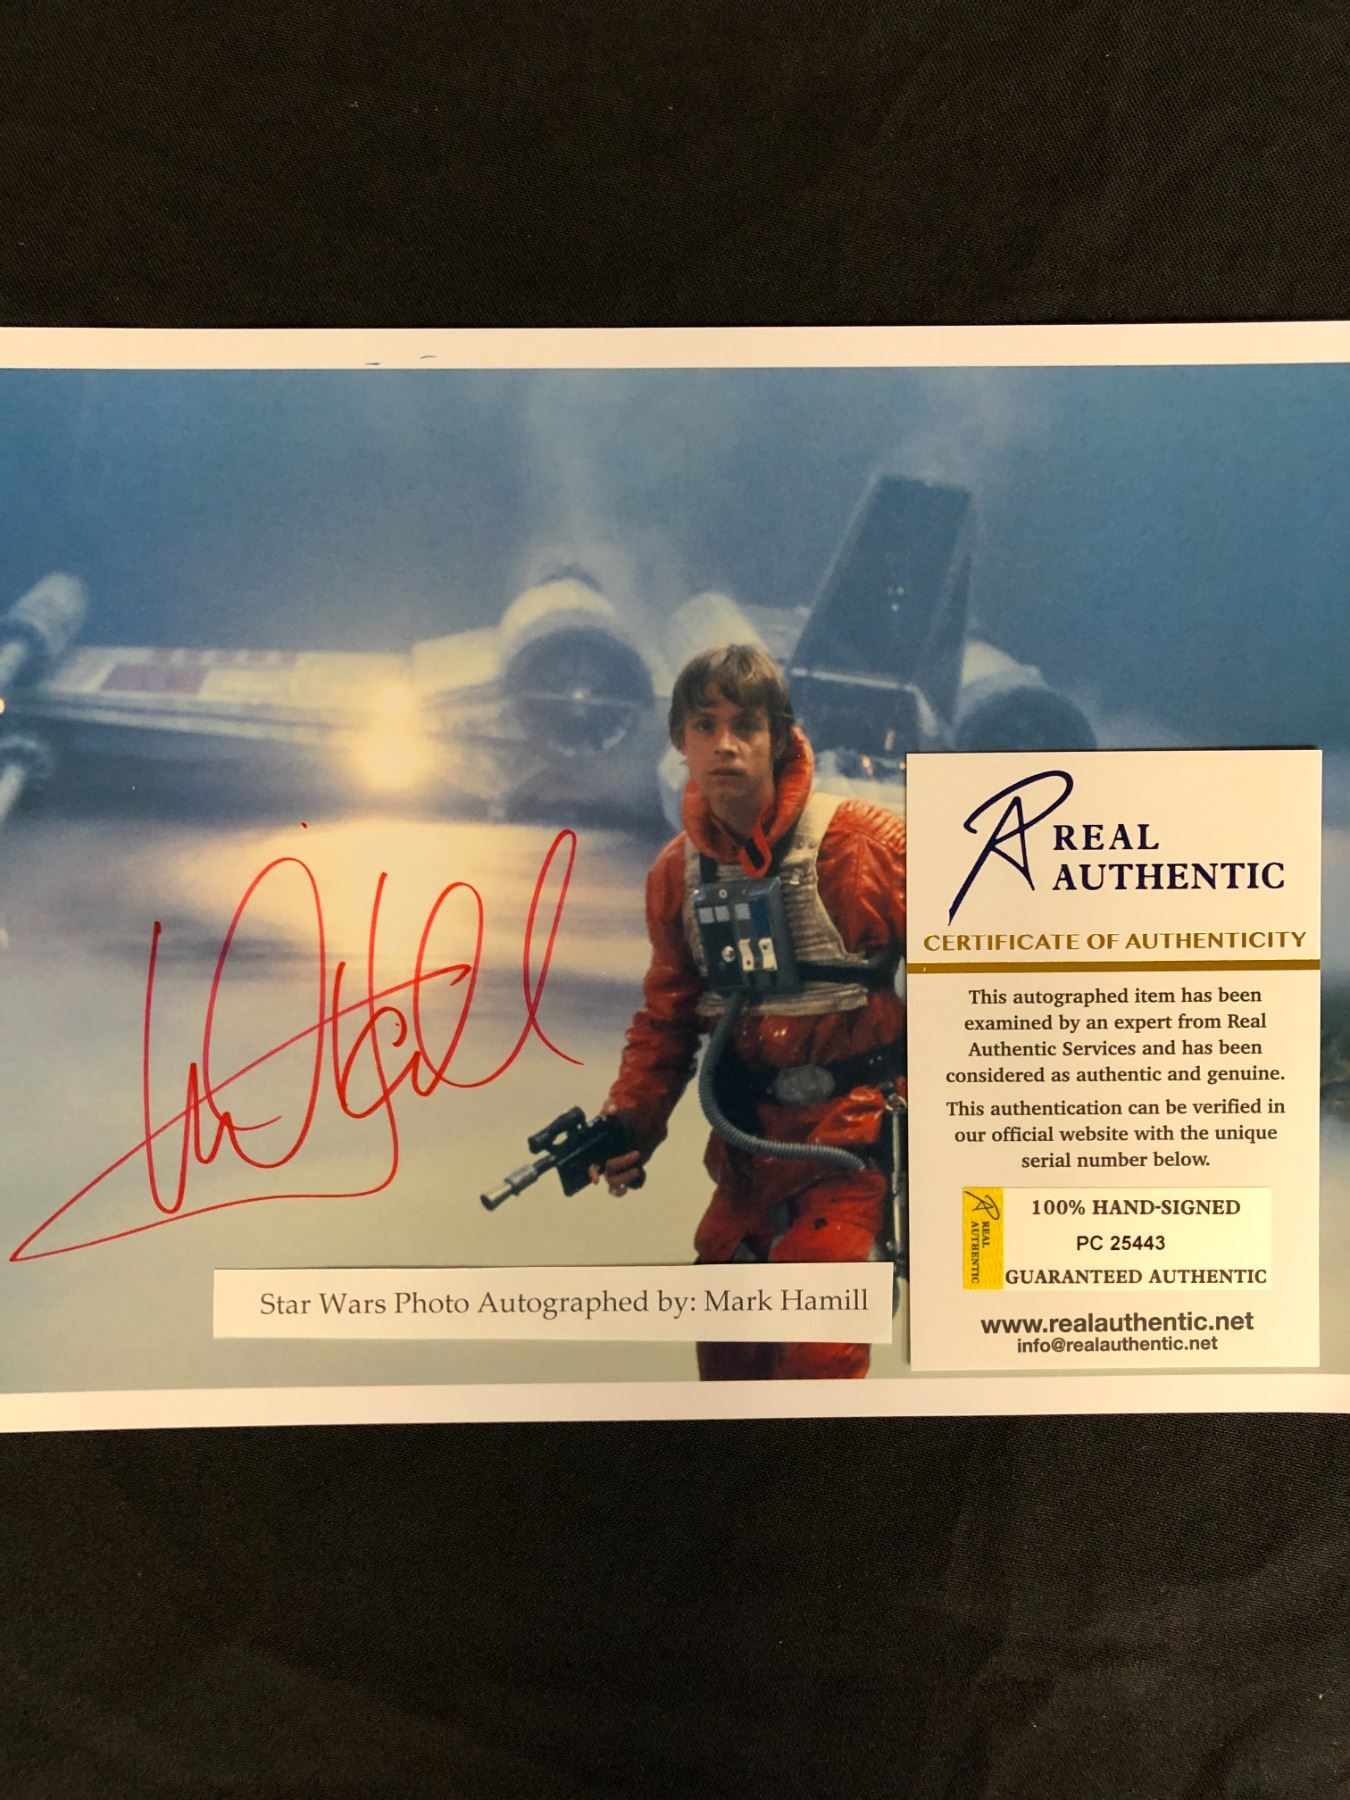 REAL
AUTHENTIC
CERTIFICATE OF AUTHENTICITY
This autographed item has been
examined by an expert from Real
Authentic Services and has been
considered as authentic and genuine.
This authentication can be verified in
our official website with the unique
serial number below.
REAL
AUTHENTIC
100% HAND-SIGNED
PC 25443
GUARANTEED AUTHENTIC
www.realauthentic.net
info@realauthentic.net
Star Wars Photo Autographed by: Mark Hamill